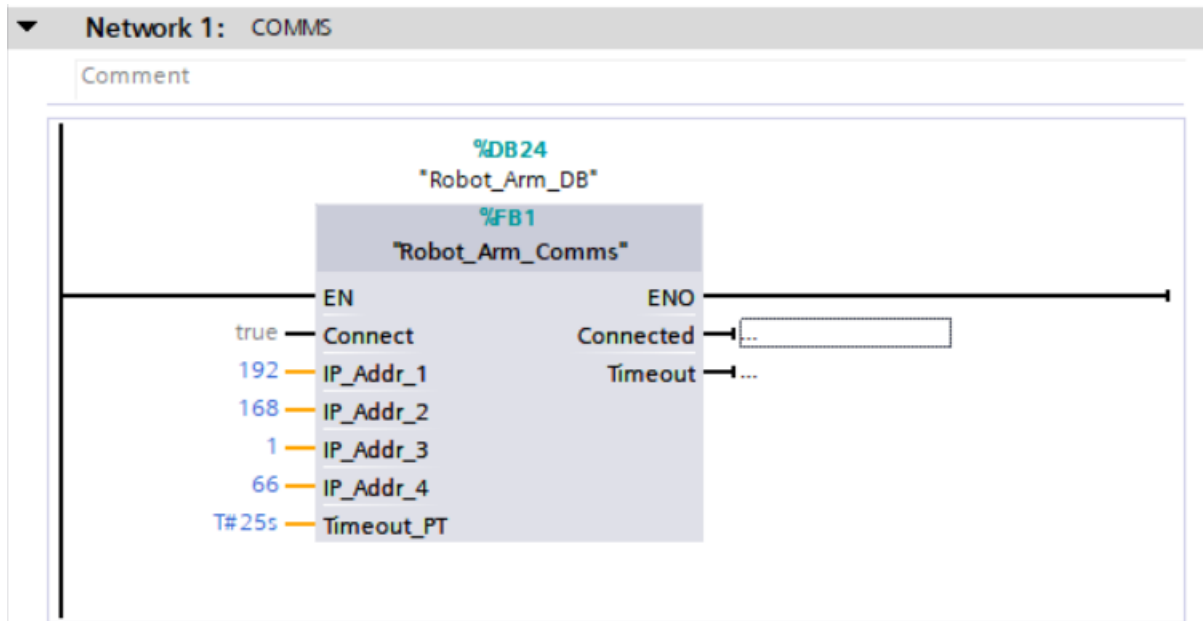 Network 1: COMMS
Comment
%DB24
"Robot_Arm_DB"
%FB1
"Robot_Arm_Comms"
EN ENO
true Connect Connected ...
192 IP_Addr_1 Timeout ...
168 IP_Addr_2
1 IP_Addr_3
66 IP_Addr_4
T#25s Timeout_PT